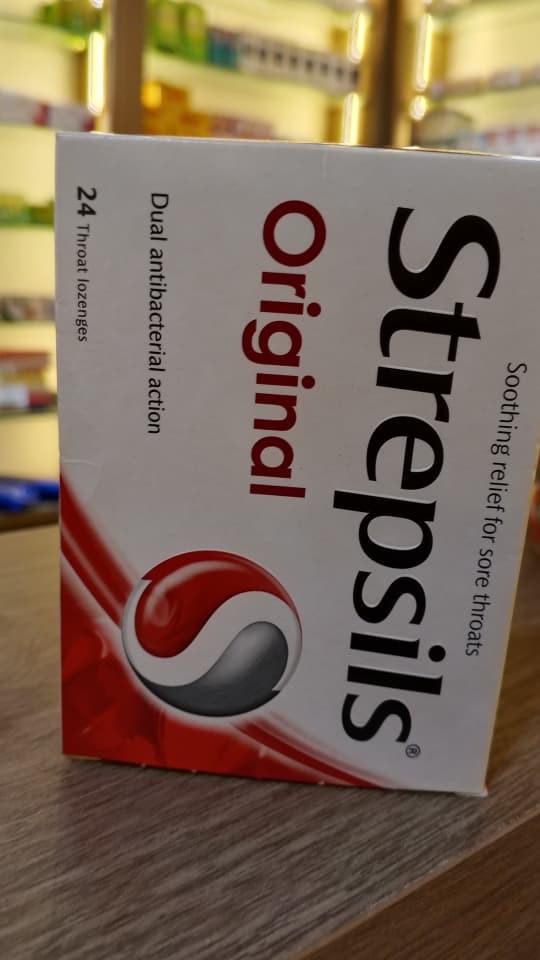 Soothing relief for sore throats
Strepsils®
Original
Dual antibacterial action
24 Throat lozenges